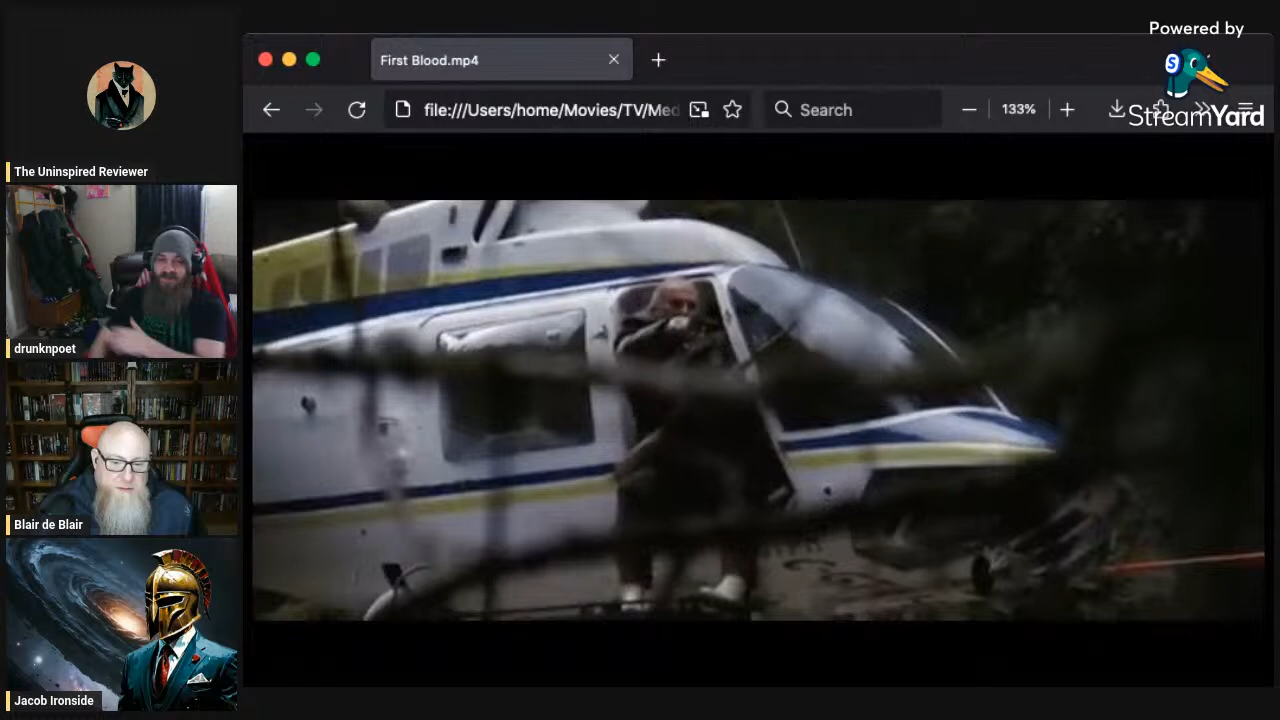 Powered by
StreamYard
First Blood.mp4
file:///Users/home/Movies/TV/Med
Search
133%
The Uninspired Reviewer
drunknpoet
Blair de Blair
Jacob Ironside